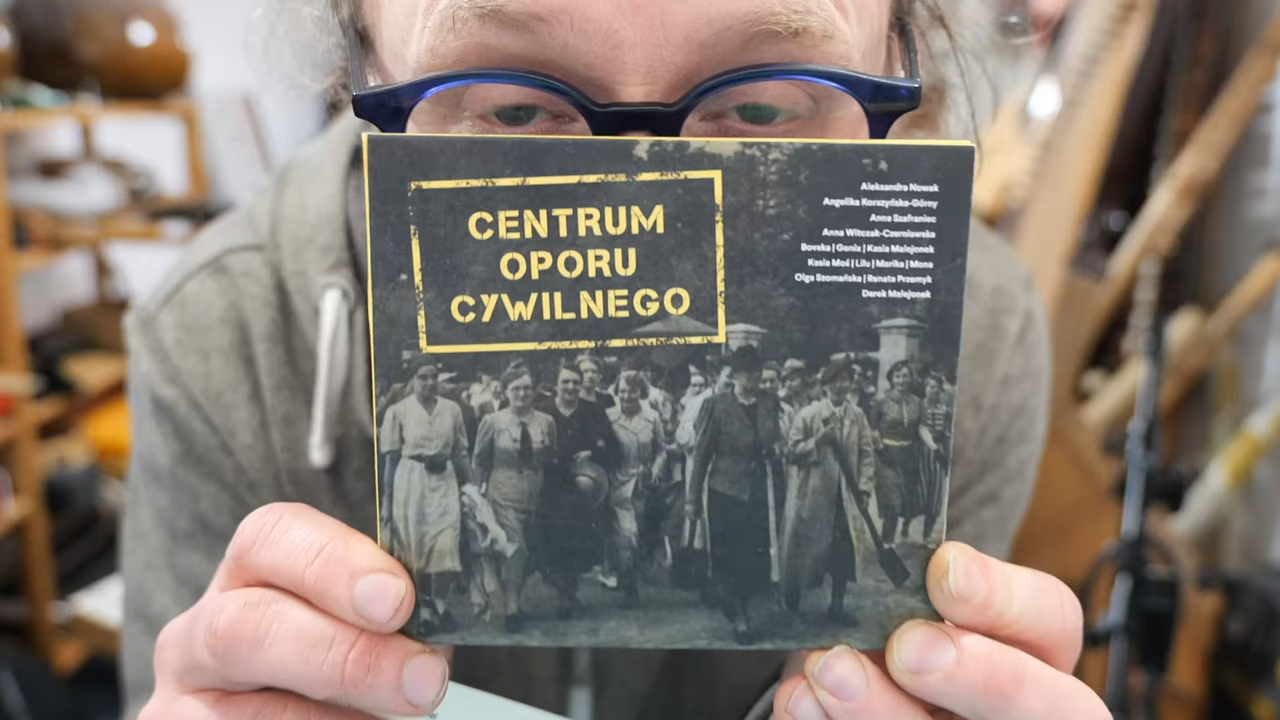 CENTRUM
OPORU
CYWILNEGO
Aleksandra Nowak
Angelika Korszyńska-Górny
Anna Szafraniec
Anna Witczak-Czerniawska
Bovska | Gonix | Kasia Malejonek
Kasia Moś | Lilu | Marika | Mona
Olga Szomańska | Renata Przemyk
Darek Malejonek